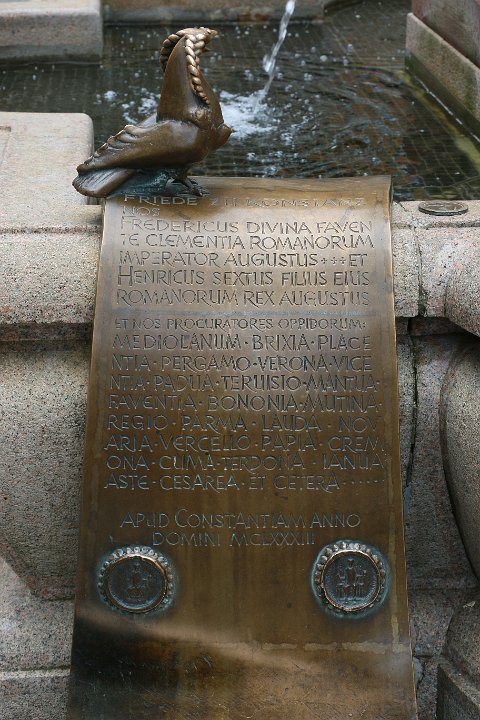 FRIEDE ZU KONSTANZ
NOS
FREDERICUS DIVINA FAVEN
TE CLEMENTIA ROMANORUM
IMPERATOR AUGUSTUS +++ ET
HENRICUS SEXTUS FILIUS EIUS
ROMANORUM REX AUGUSTUS
ET NOS PROCURATORES OPPIDORUM:
MEDIOLANUM · BRIXIA · PLACE
NTIA · PERGAMO · VERONA · VICE
NTIA · PADUA · TERUISIO · MANTUA ·
FAVENTIA · BONONIA · MUTINA ·
REGIO · PARMA · LAUDA · NOV
ARIA · VERCELLO · PAPIA · CREM
ONA · CUMA · TERDONA · IANUA
ASTE · CESAREA · ET CETERA · · · · · ·
APUD CONSTANTIAM ANNO
DOMINI MCLXXXIII